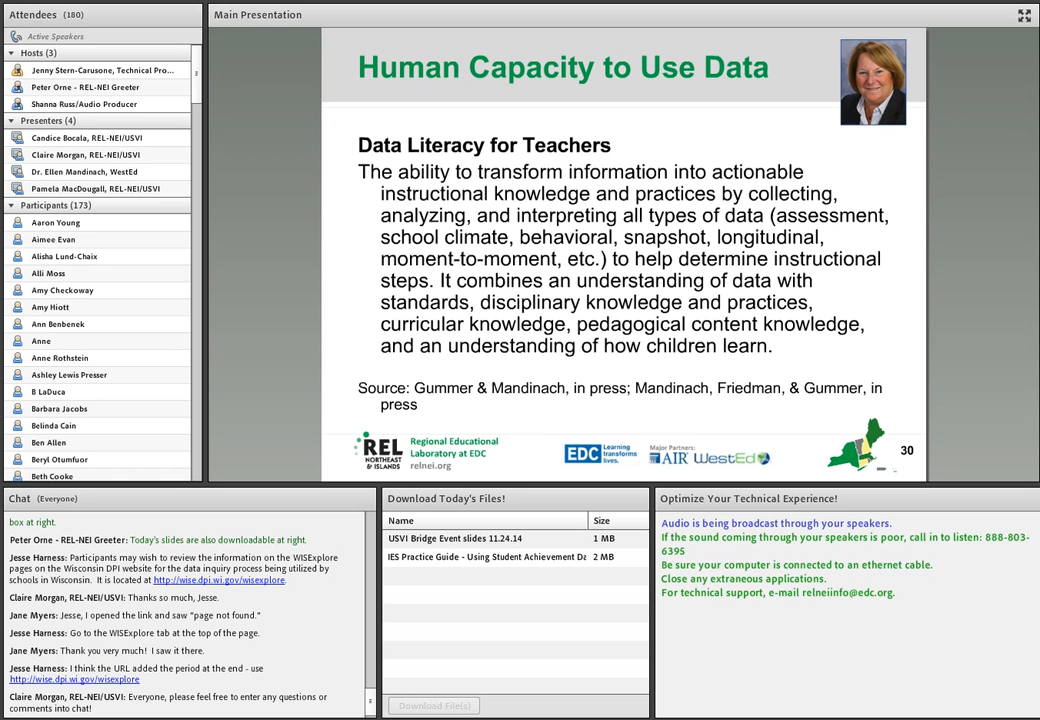 Attendees (180)
Active Speakers
Hosts (3)
Jenny Stern-Carusone, Technical Pro...
Peter Orne - REL-NEI Greeter
Shanna Russ/Audio Producer
Presenters (4)
Candice Bocala, REL-NEI/USVI
Claire Morgan, REL-NEI/USVI
Dr. Ellen Mandinach, WestEd
Pamela MacDougall, REL-NEI/USVI
Participants (173)
Aaron Young
Aimee Evan
Alisha Lund-Chaix
Alli Moss
Amy Checkoway
Amy Hiott
Ann Benbenek
Anne
Anne Rothstein
Ashley Lewis Presser
B LaDuca
Barbara Jacobs
Belinda Cain
Ben Allen
Beryl Otumfuor
Beth Cooke
Main Presentation
Human Capacity to Use Data
Data Literacy for Teachers
The ability to transform information into actionable
instructional knowledge and practices by collecting,
analyzing, and interpreting all types of data (assessment,
school climate, behavioral, snapshot, longitudinal,
moment-to-moment, etc.) to help determine instructional
steps. It combines an understanding of data with
standards, disciplinary knowledge and practices,
curricular knowledge, pedagogical content knowledge,
and an understanding of how children learn.
Source: Gummer & Mandinach, in press; Mandinach, Friedman, & Gummer, in
press
REL
NORTHEAST
& ISLANDS
Regional Educational
Laboratory at EDC
relnei.org
EDC
Learning
transforms
lives.
Major Partners:
AIR WestEd
30
Chat (Everyone)
box at right.
Peter Orne - REL-NEI Greeter: Today's slides are also downloadable at right.
Jesse Harness: Participants may wish to review the information on the WISExplore
pages on the Wisconsin DPI website for the data inquiry process being utilized by
schools in Wisconsin. It is located at http://wise.dpi.wi.gov/wisexplore.
Claire Morgan, REL-NEI/USVI: Thanks so much, Jesse.
Jane Myers: Jesse, I opened the link and saw "page not found."
Jesse Harness: Go to the WISExplore tab at the top of the page.
Jane Myers: Thank you very much! I saw it there.
Jesse Harness: I think the URL added the period at the end - use
http://wise.dpi.wi.gov/wisexplore
Claire Morgan, REL-NEI/USVI: Everyone, please feel free to enter any questions or
comments into chat!
Download Today's Files!
Name Size
USVI Bridge Event slides 11.24.14 1 MB
IES Practice Guide - Using Student Achievement Da 2 MB
Download File(s)
Optimize Your Technical Experience!
Audio is being broadcast through your speakers.
If the sound coming through your speakers is poor, call in to listen: 888-803-
6395
Be sure your computer is connected to an ethernet cable.
Close any extraneous applications.
For technical support, e-mail relneiinfo@edc.org.